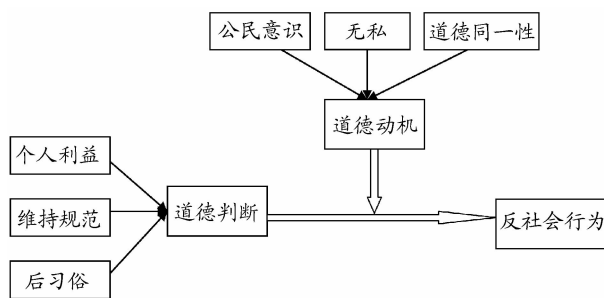 公民意识
无私
道德同一性
道德动机
个人利益
维持规范
道德判断
反社会行为
后习俗